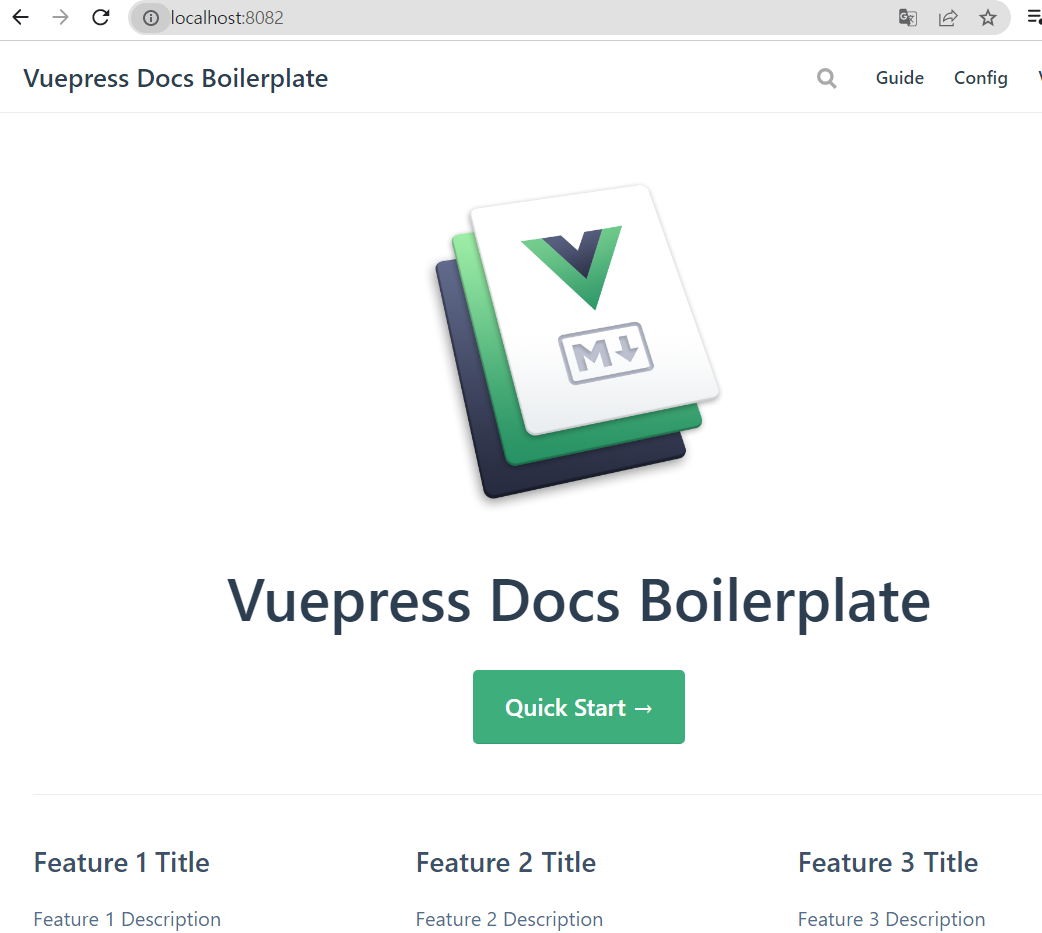 localhost:8082
Vuepress Docs Boilerplate
Guide Config
M
Vuepress Docs Boilerplate
Quick Start →
Feature 1 Title Feature 2 Title Feature 3 Title
Feature 1 Description Feature 2 Description Feature 3 Description